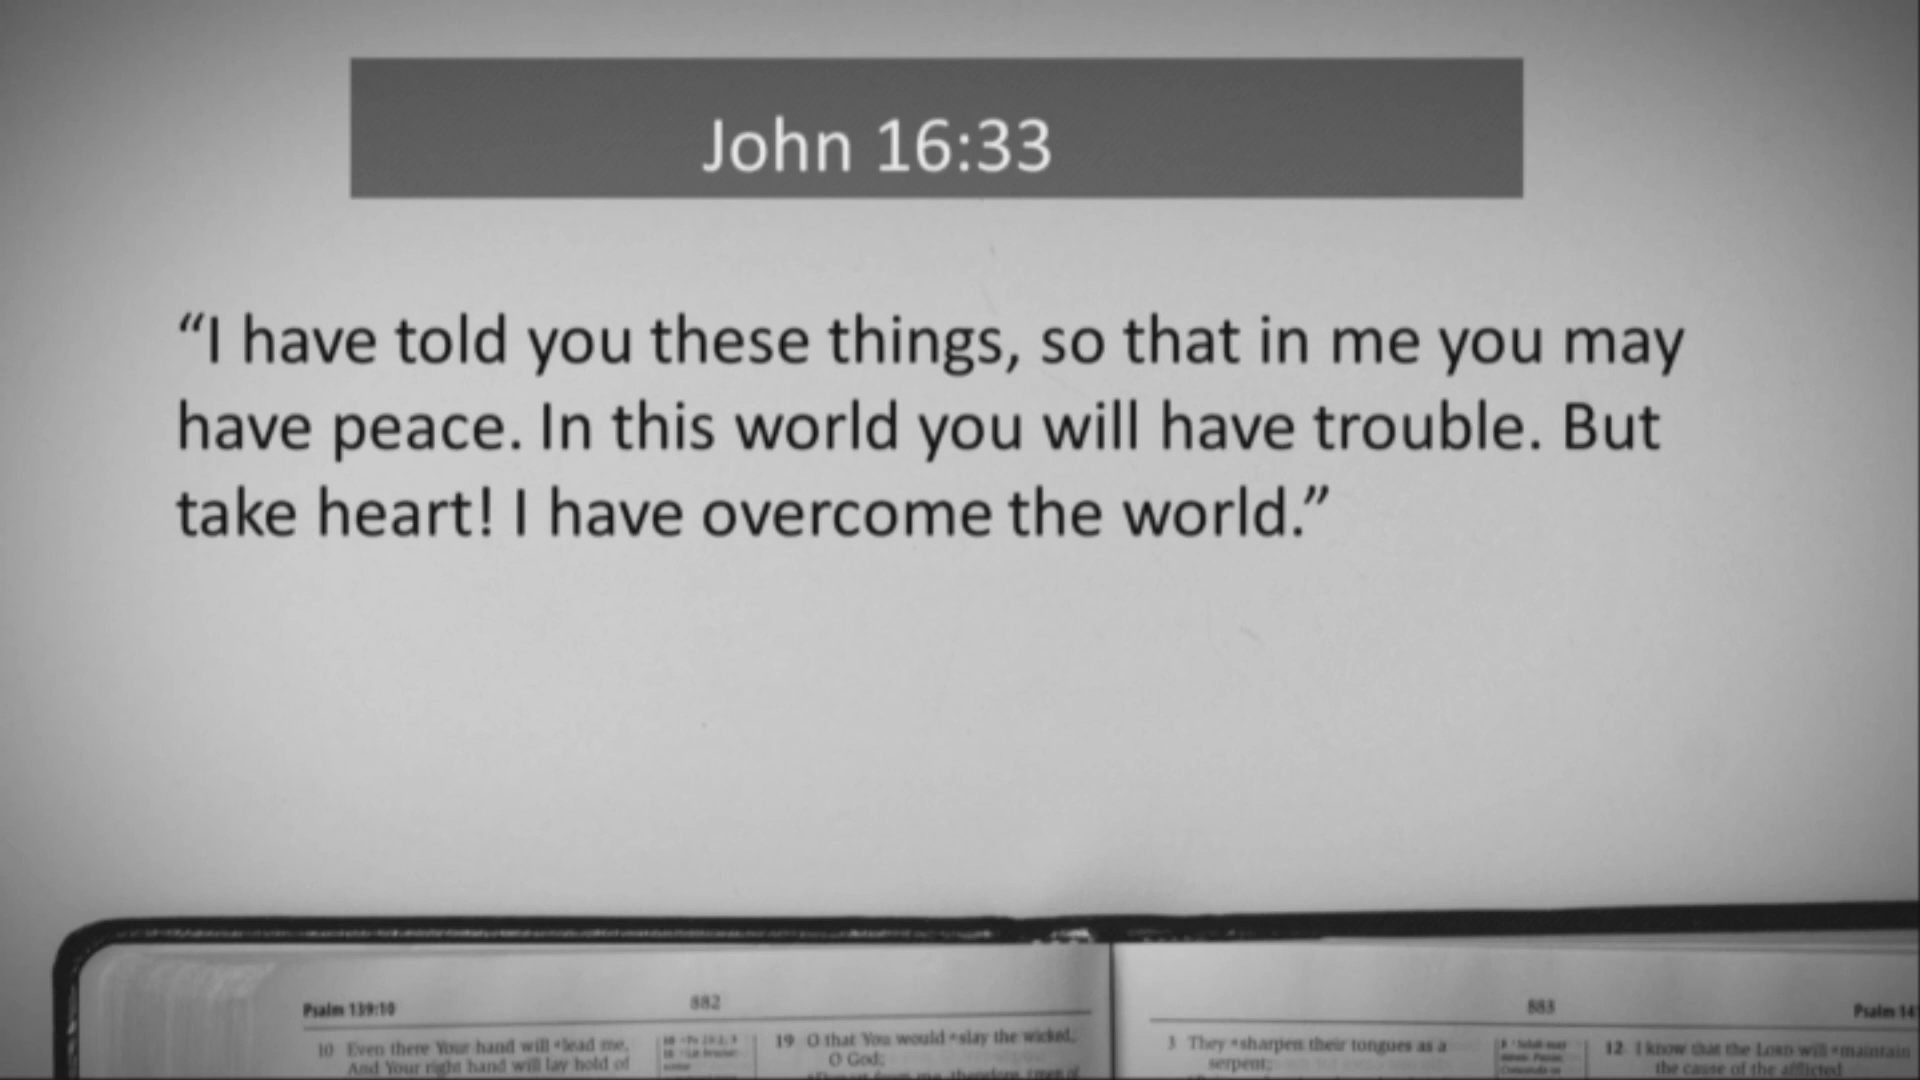 John 16:33
“I have told you these things, so that in me you may
have peace. In this world you will have trouble. But
take heart! I have overcome the world.”
Psalm 139:10
882
883
Psalm 14
10 Even there Your hand will lead me,
And Your right hand will lay hold of
19 O that You would slay the wicked,
O God;
3 They sharpen their tongues as a
serpent;
12 I know that the LORD will maintain
the cause of the afflicted